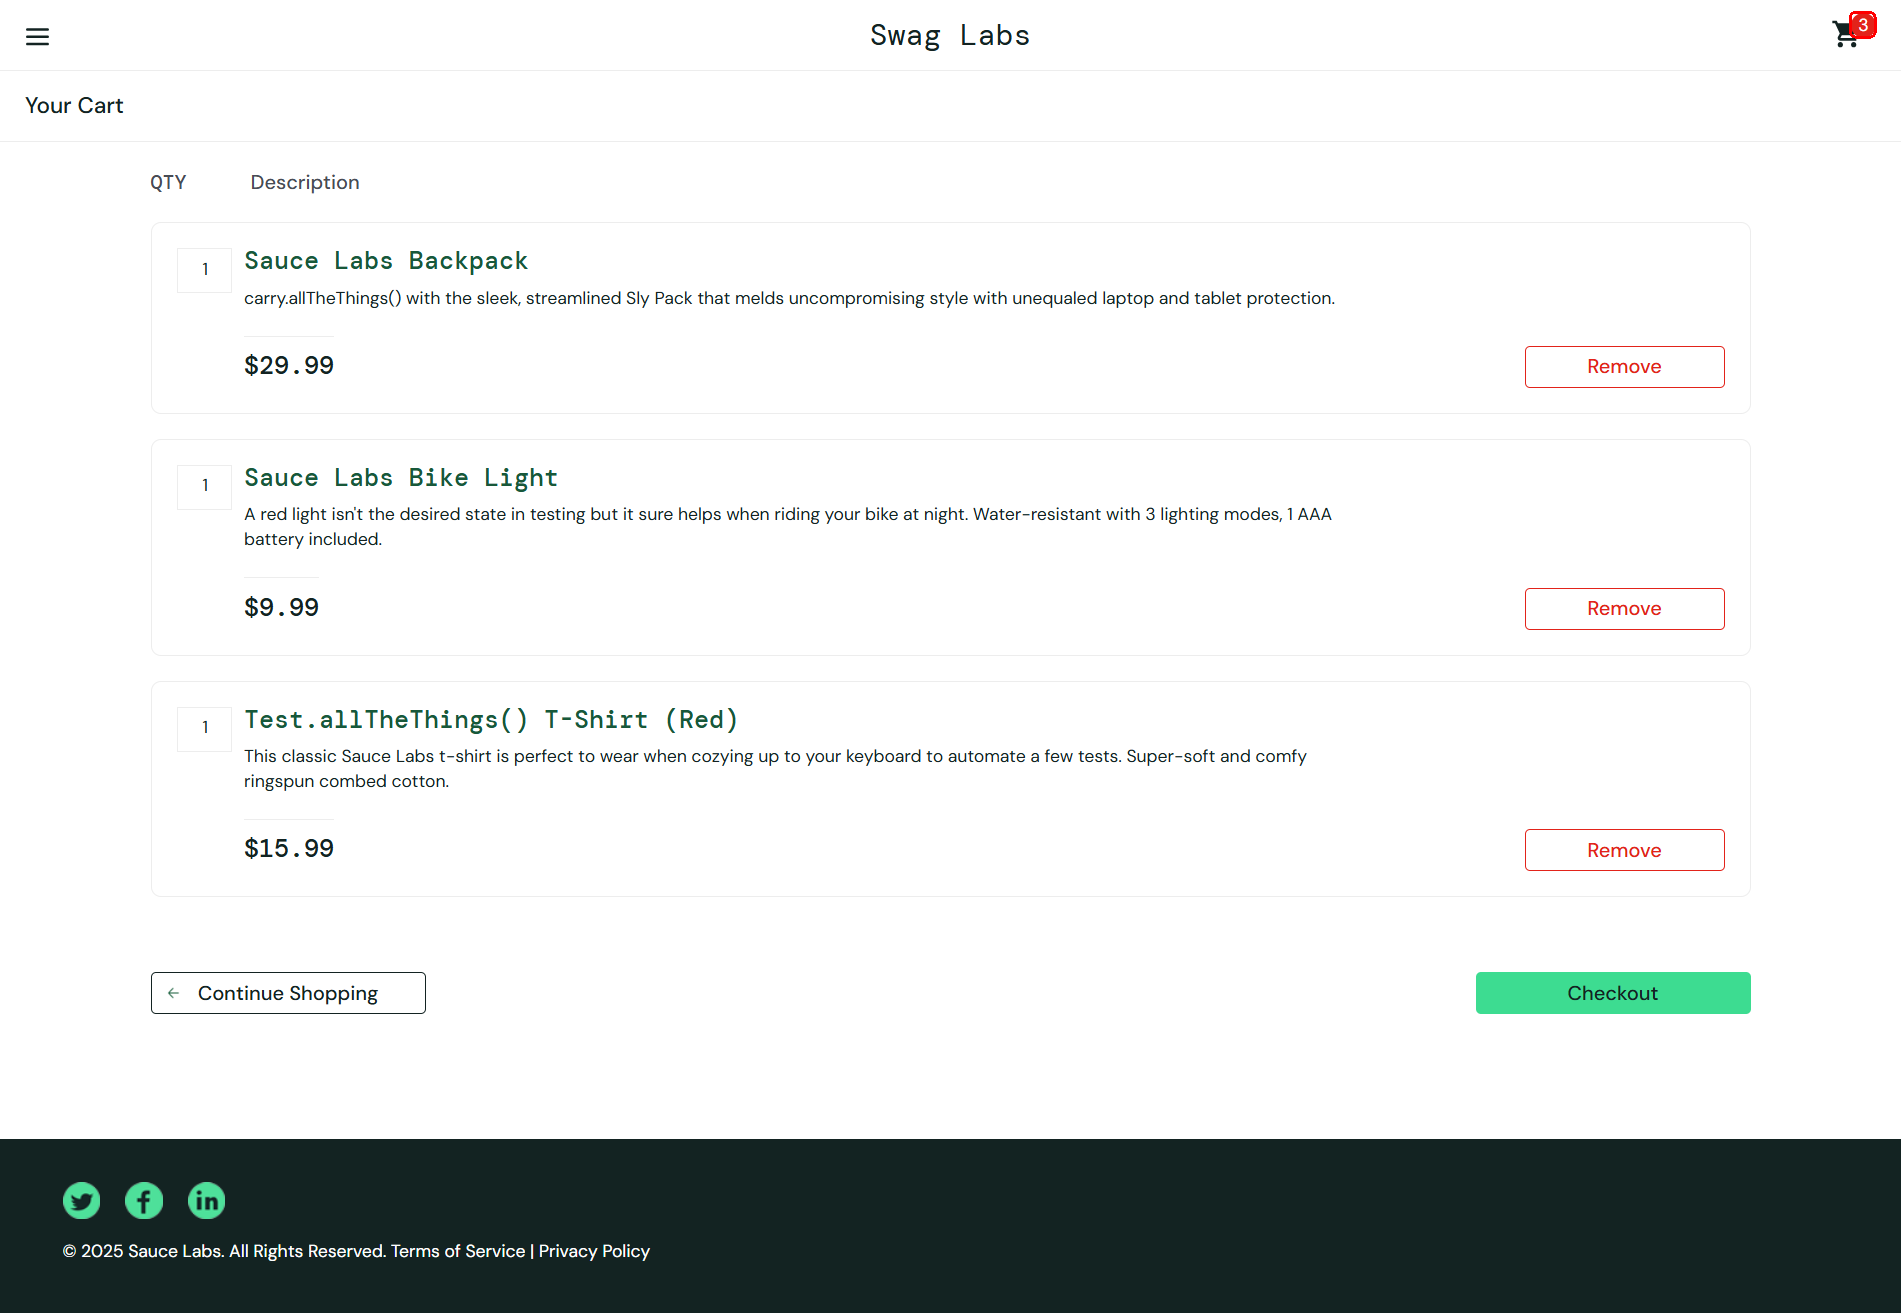 Swag Labs
3
Your Cart
QTY Description
1
Sauce Labs Backpack
carry.allTheThings() with the sleek, streamlined Sly Pack that melds uncompromising style with unequaled laptop and tablet protection.
$29.99
Remove
1
Sauce Labs Bike Light
A red light isn't the desired state in testing but it sure helps when riding your bike at night. Water-resistant with 3 lighting modes, 1 AAA
battery included.
$9.99
Remove
1
Test.allTheThings() T-Shirt (Red)
This classic Sauce Labs t-shirt is perfect to wear when cozying up to your keyboard to automate a few tests. Super-soft and comfy
ringspun combed cotton.
$15.99
Remove
Continue Shopping
Checkout
© 2025 Sauce Labs. All Rights Reserved. Terms of Service | Privacy Policy